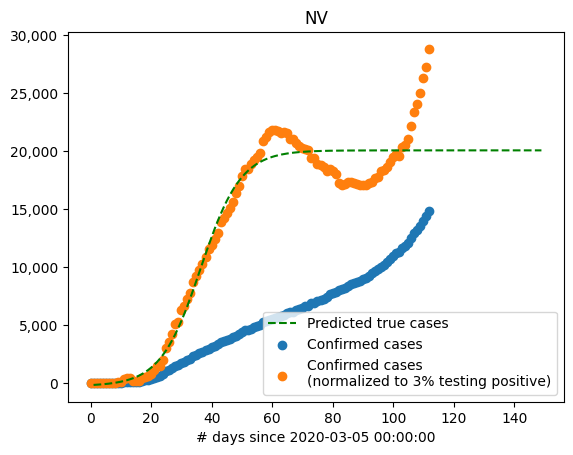 NV
30,000
25,000
20,000
15,000
10,000
5,000
0
Predicted true cases
Confirmed cases
Confirmed cases
(normalized to 3% testing positive)
0 20 40 60 80 100 120 140
# days since 2020-03-05 00:00:00